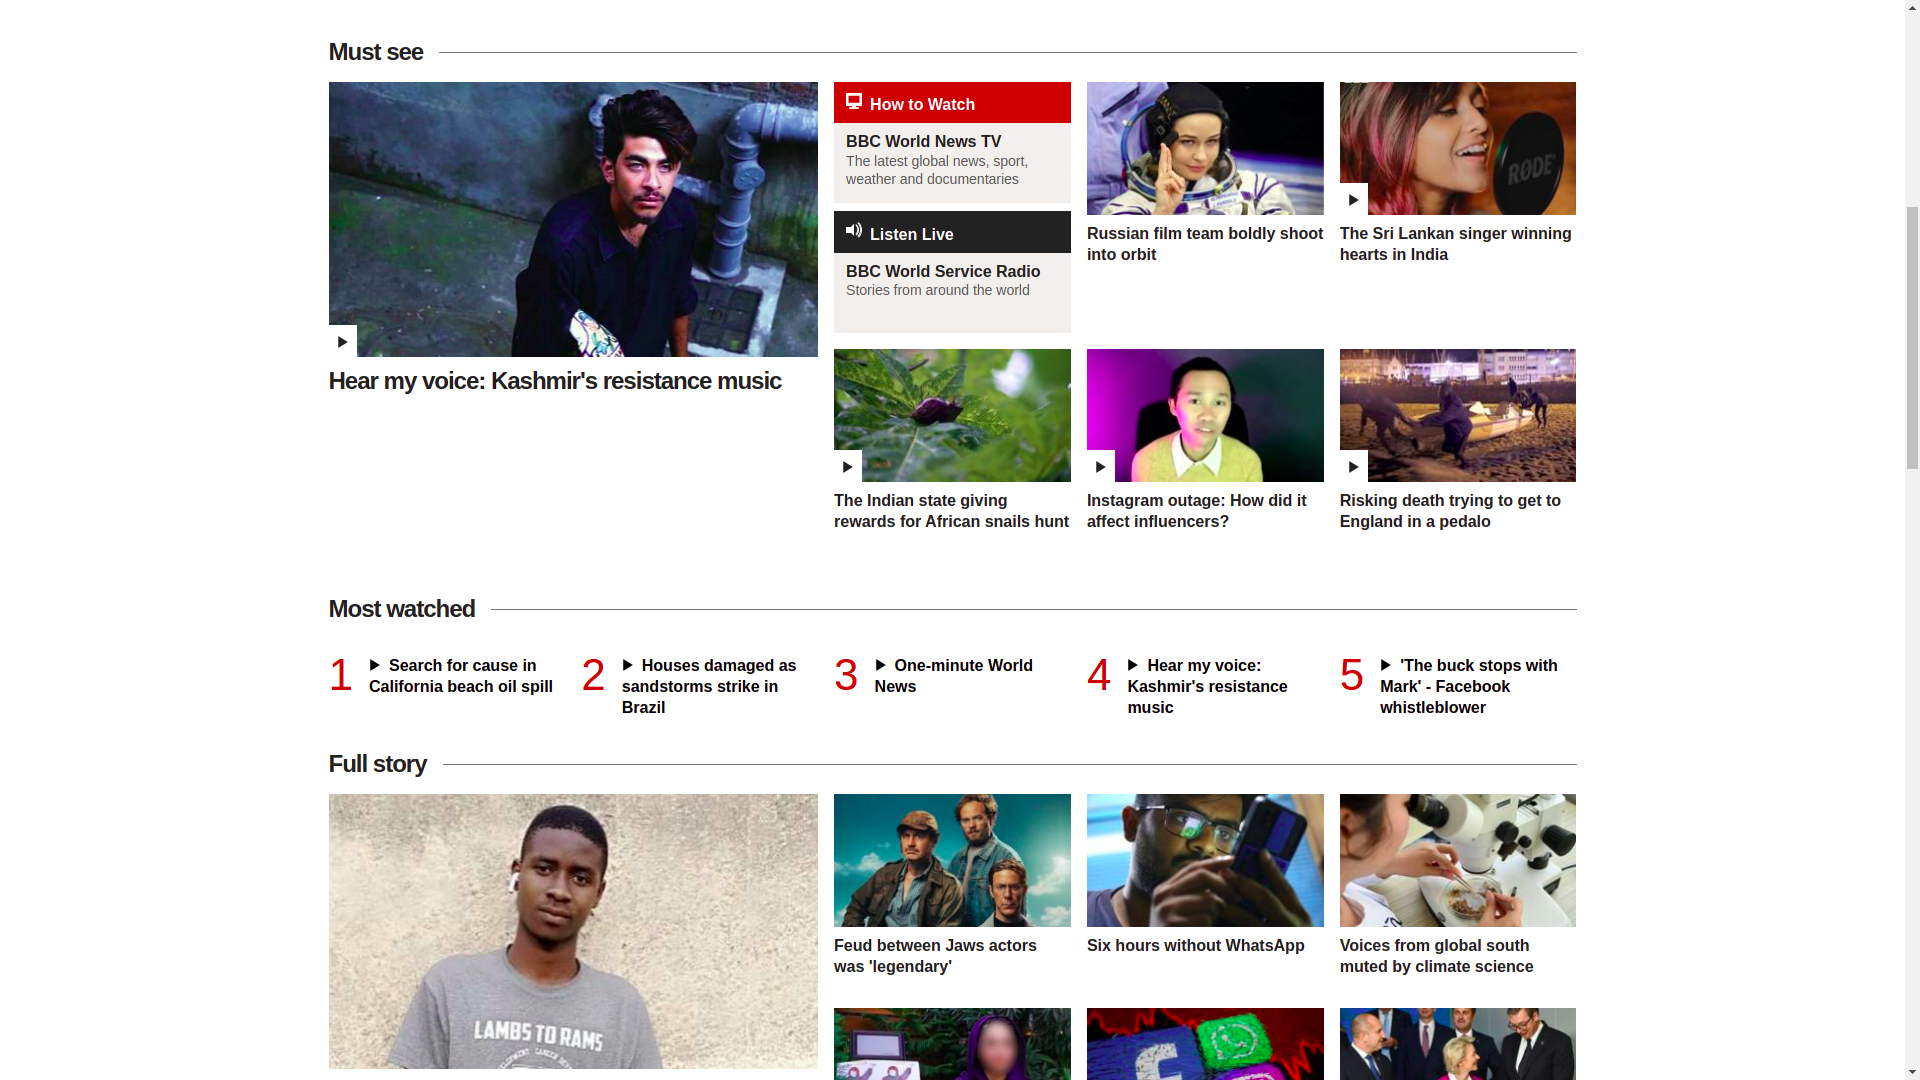 Must see
How to Watch
BBC World News TV
The latest global news, sport,
weather and documentaries
Listen Live
BBC World Service Radio
Stories from around the world
RØDE
Hear my voice: Kashmir's resistance music
Russian film team boldly shoot
into orbit
The Sri Lankan singer winning
hearts in India
The Indian state giving
rewards for African snails hunt
Instagram outage: How did it
affect influencers?
Risking death trying to get to
England in a pedalo
Most watched
1
Search for cause in
California beach oil spill
2
Houses damaged as
sandstorms strike in
Brazil
3
One-minute World
News
4
Hear my voice:
Kashmir's resistance
music
5
'The buck stops with
Mark' - Facebook
whistleblower
Full story
LAMBS TO RAMS
Feud between Jaws actors
was 'legendary'
Six hours without WhatsApp
Voices from global south
muted by climate science